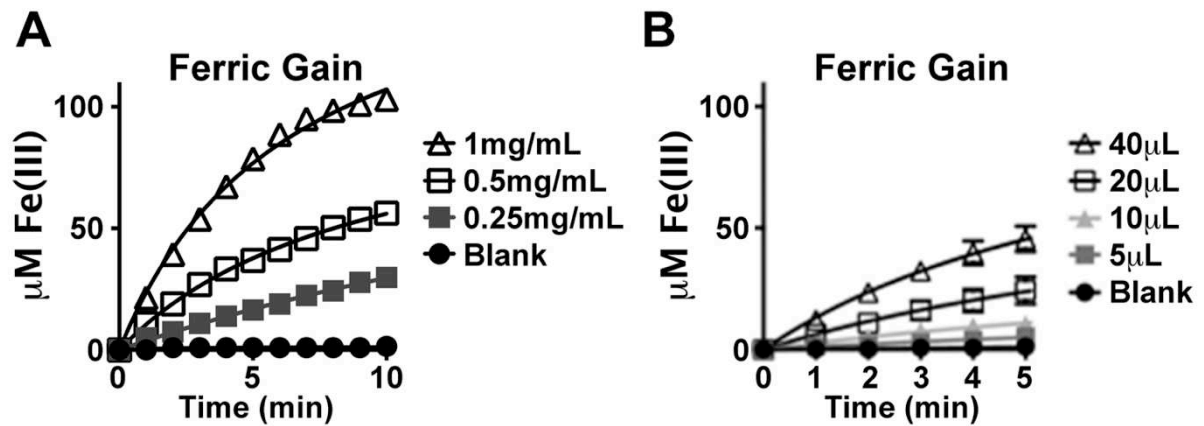 A
Ferric Gain
µM Fe(III)
100
50
0
0
5
10
Time (min)
1mg/mL
0.5mg/mL
0.25mg/mL
Blank
B
Ferric Gain
µM Fe(III)
100
50
0
0
1
2
3
4
5
Time (min)
40µL
20µL
10µL
5µL
Blank